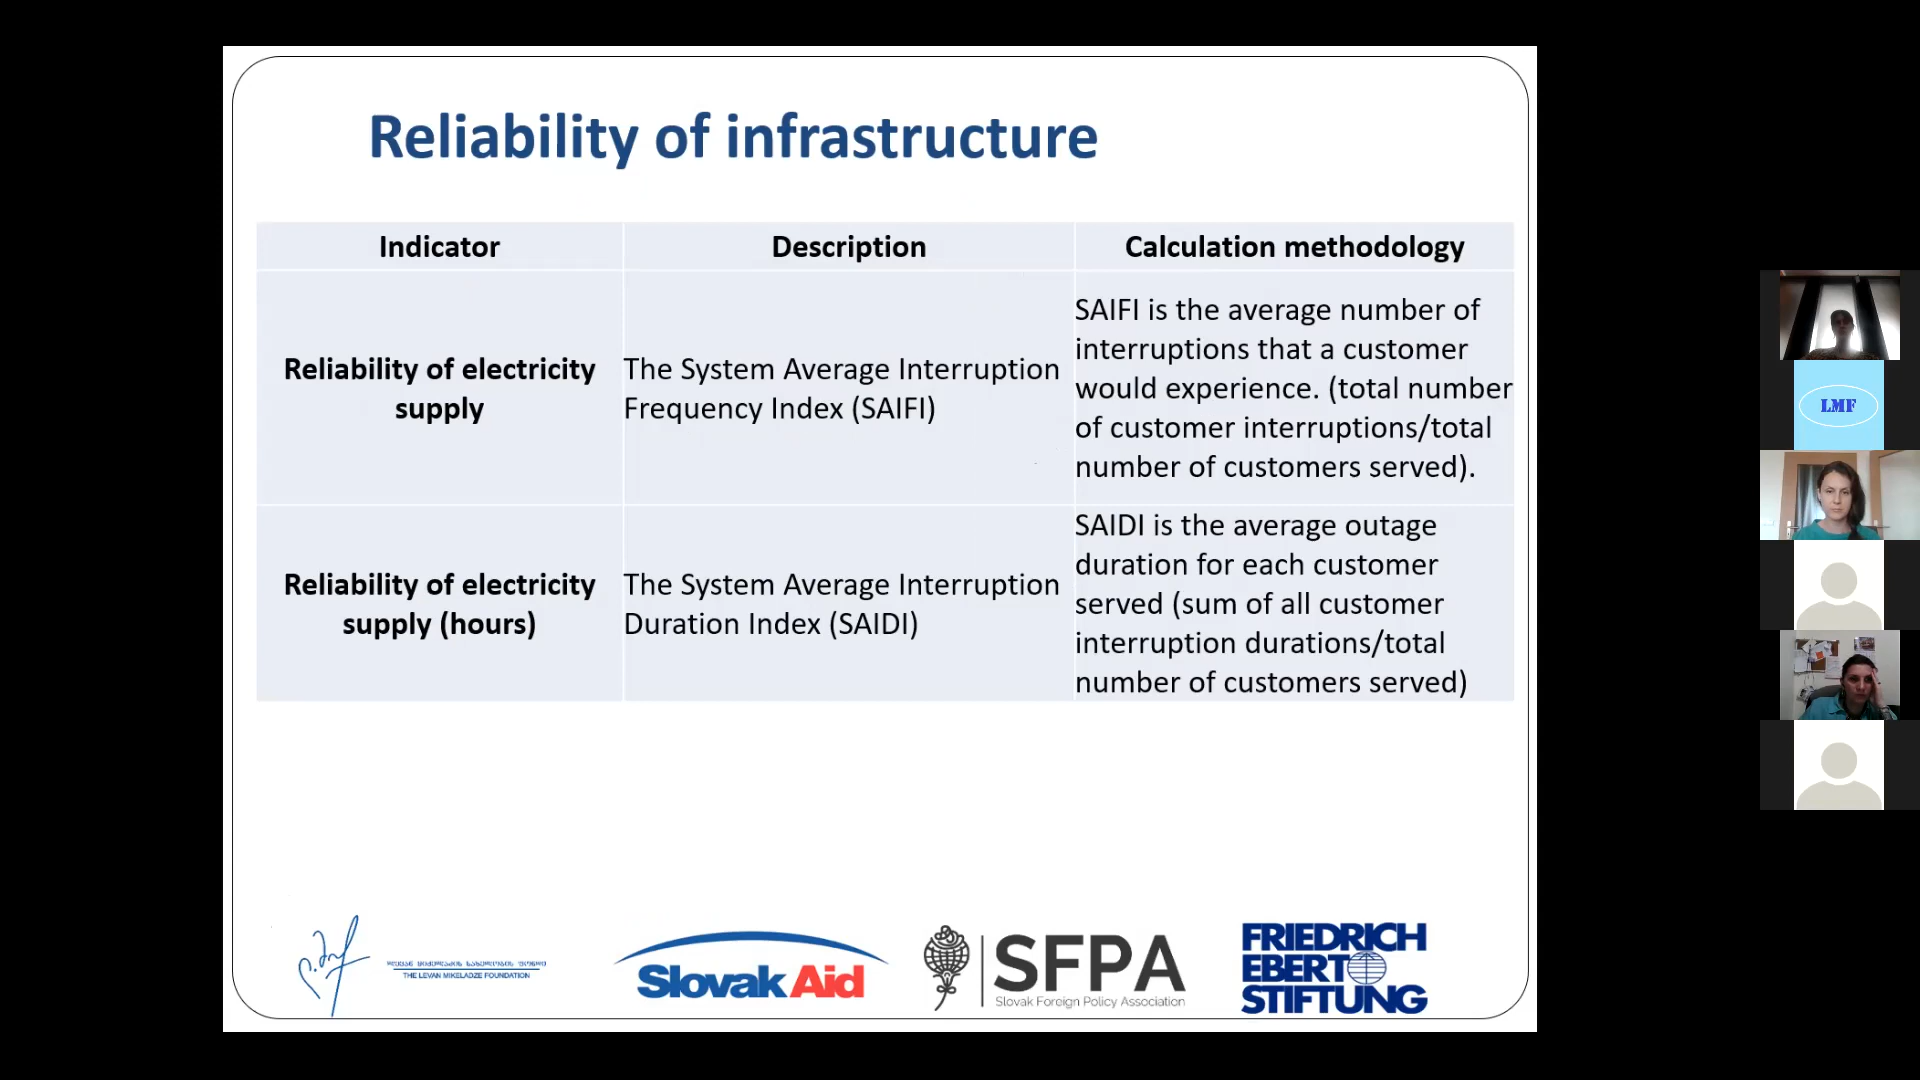 Reliability of infrastructure
Indicator
Description
Calculation methodology
Reliability of electricity
supply
The System Average Interruption
Frequency Index (SAIFI)
SAIFI is the average number of
interruptions that a customer
would experience. (total number
of customer interruptions/total
number of customers served).
Reliability of electricity
supply (hours)
The System Average Interruption
Duration Index (SAIDI)
SAIDI is the average outage
duration for each customer
served (sum of all customer
interruption durations/total
number of customers served)
THE LEVAN MIKELADZE FOUNDATION
SlovakAid
SFPA
Slovak Foreign Policy Association
FRIEDRICH
EBERT
STIFTUNG
LMF